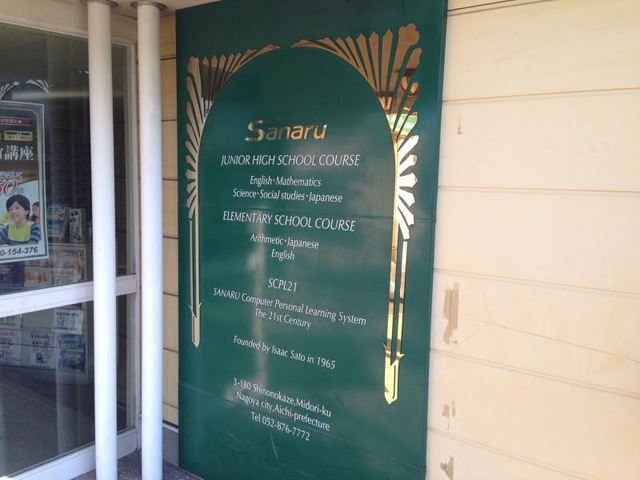 Sanaru
JUNIOR HIGH SCHOOL COURSE
English·Mathematics
Science·Social studies·Japanese
ELEMENTARY SCHOOL COURSE
Arithmetic·Japanese
English
SCPL21
SANARU Computer Personal Learning System
The 21st Century
Founded by Isaac Sato in 1965
3-180 Shinonokaze,Midori-ku
Nagoya city,Aichi-prefecture
Tel 052-876-7772
講座
0-154-376